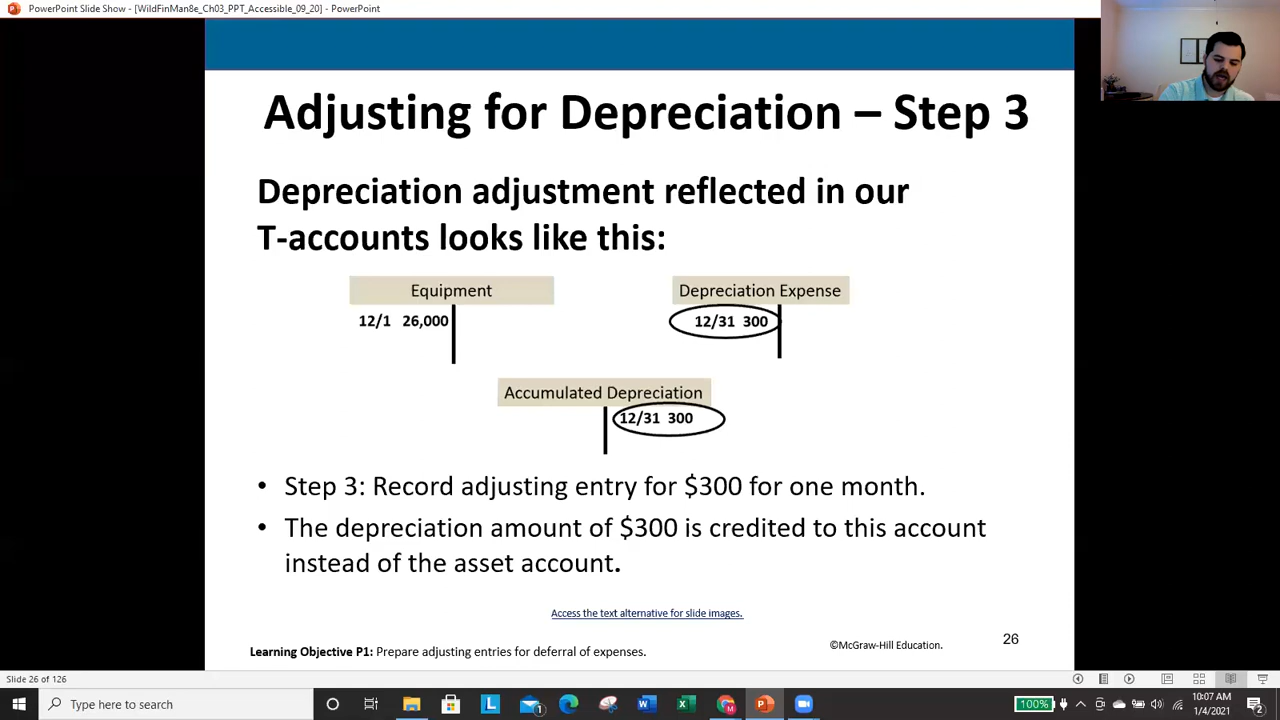 PowerPoint Slide Show - [WildFinMan8e_Ch03_PPT_Accessible_09_20] - PowerPoint
Adjusting for Depreciation – Step 3
Depreciation adjustment reflected in our
T-accounts looks like this:
Equipment
12/1 26,000
Depreciation Expense
12/31 300
Accumulated Depreciation
12/31 300
• Step 3: Record adjusting entry for $300 for one month.
• The depreciation amount of $300 is credited to this account
instead of the asset account.
Access the text alternative for slide images.
Learning Objective P1: Prepare adjusting entries for deferral of expenses.
©McGraw-Hill Education.
26
Slide 26 of 126
Type here to search
100%
10:07 AM
1/4/2021